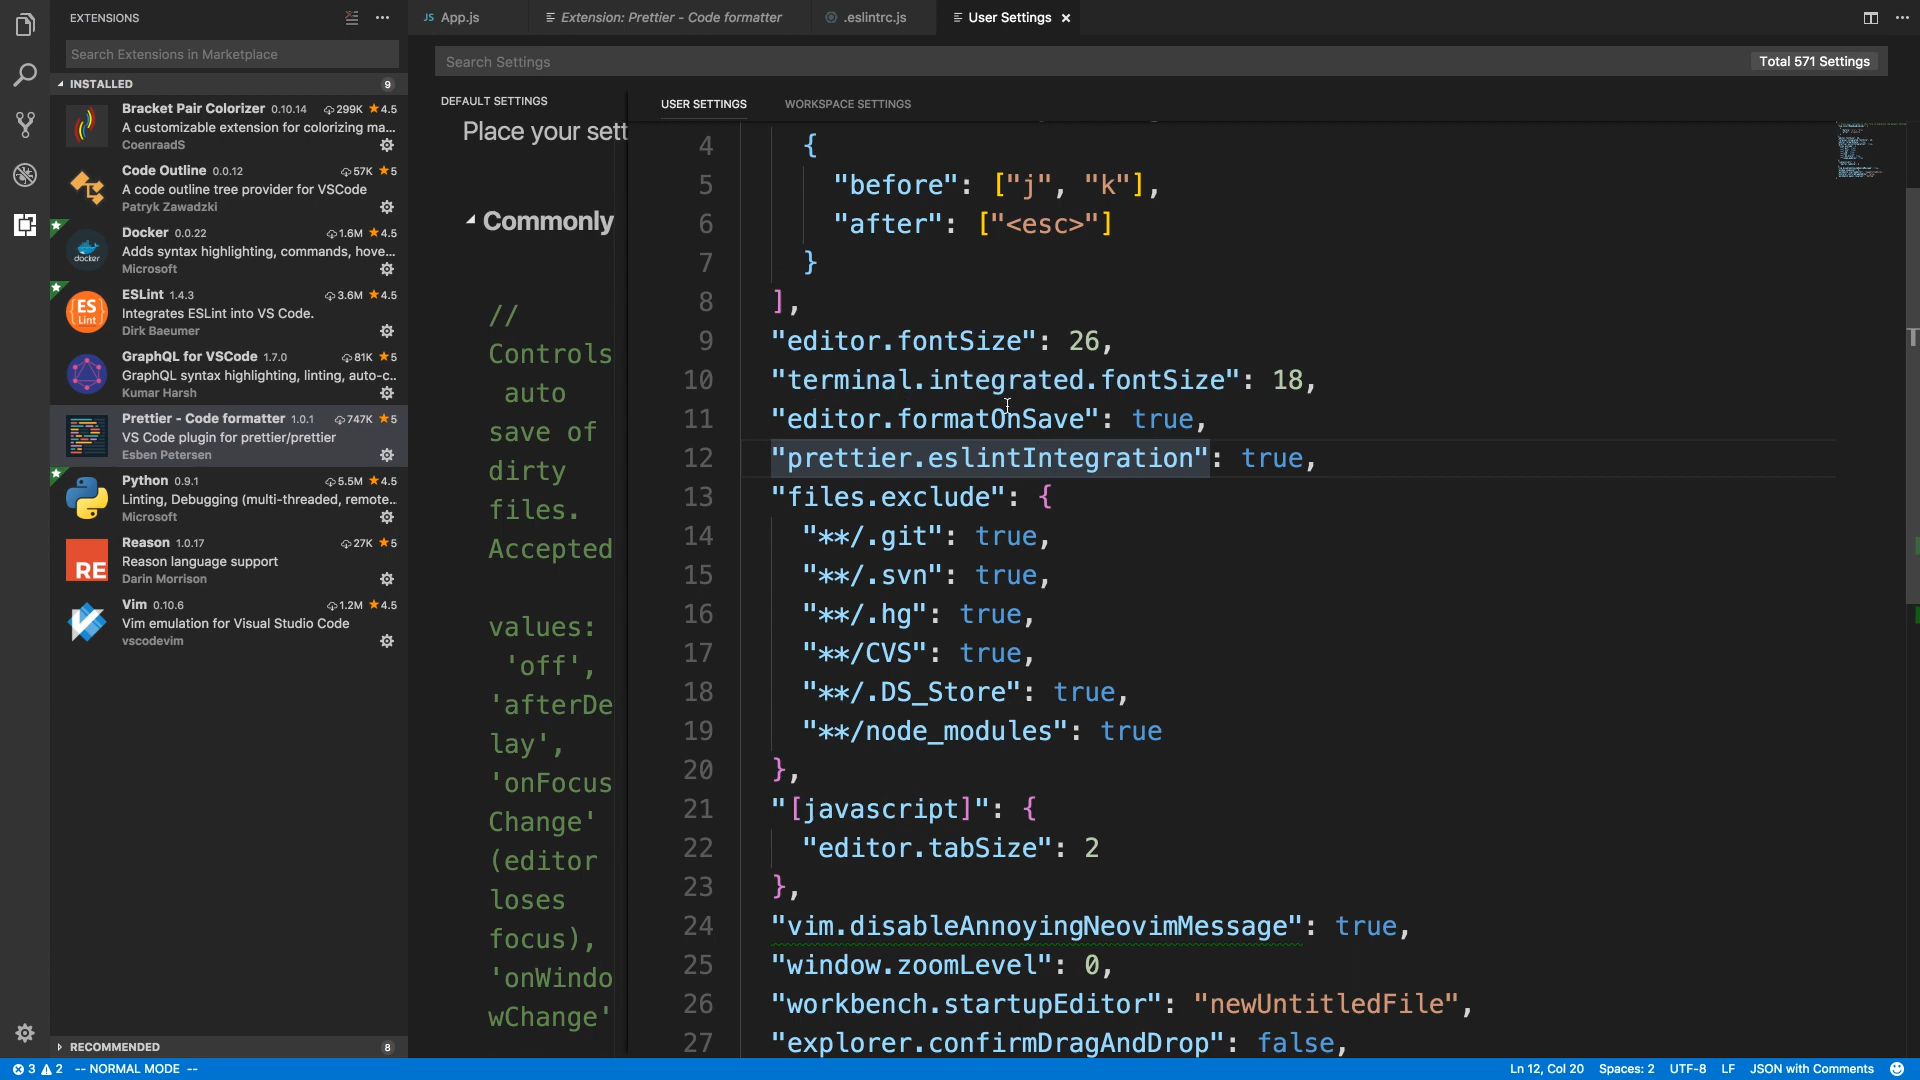 EXTENSIONS
Search Extensions in Marketplace
INSTALLED 9
Bracket Pair Colorizer 0.10.14 299K 4.5
A customizable extension for colorizing ma...
CoenraadS
Code Outline 0.0.12 57K 5
A code outline tree provider for VSCode
Patryk Zawadzki
Docker 0.0.22 1.6M 4.5
docker
Adds syntax highlighting, commands, hove...
Microsoft
ESLint 1.4.3 3.6M 4.5
ES
Lint
Integrates ESLint into VS Code.
Dirk Baeumer
GraphQL for VSCode 1.7.0 81K 5
GraphQL syntax highlighting, linting, auto-c..
Kumar Harsh
Prettier - Code formatter 1.0.1 747K 5
VS Code plugin for prettier/prettier
Esben Petersen
Python 0.9.1 5.5M 4.5
Linting, Debugging (multi-threaded, remote...
Microsoft
Reason 1.0.17 27K 5
RE
Reason language support
Darin Morrison
Vim 0.10.6 1.2M 4.5
Vim emulation for Visual Studio Code
vscodevim
RECOMMENDED 8
JS App.js
Extension: Prettier - Code formatter
.eslintrc.js
User Settings ×
Search Settings
Total 571 Settings
DEFAULT SETTINGS
Place your sett
Commonly
//
Controls
auto
save of
dirty
files.
Accepted
values:
'off',
'afterDe
lay',
'onFocus
Change'
(editor
loses
focus),
'onWindo
wChange'
USER SETTINGS
WORKSPACE SETTINGS
4 {
5 "before": ["j", "k"],
6 "after": ["<esc>"]
7 }
8 ],
9 "editor.fontSize": 26,
10 "terminal.integrated.fontSize": 18,
11 "editor.formatOnSave": true,
12 "prettier.eslintIntegration": true,
13 "files.exclude": {
14 "**/.git": true,
15 "**/.svn": true,
16 "**/.hg": true,
17 "**/CVS": true,
18 "**/.DS_Store": true,
19 "**/node_modules": true
20 },
21 "[javascript]": {
22 "editor.tabSize": 2
23 },
24 "vim.disableAnnoyingNeovimMessage": true,
25 "window.zoomLevel": 0,
26 "workbench.startupEditor": "newUntitledFile",
27 "explorer.confirmDragAndDrop": false,
3 2 -- NORMAL MODE --
Ln 12, Col 20 Spaces: 2 UTF-8 LF JSON with Comments